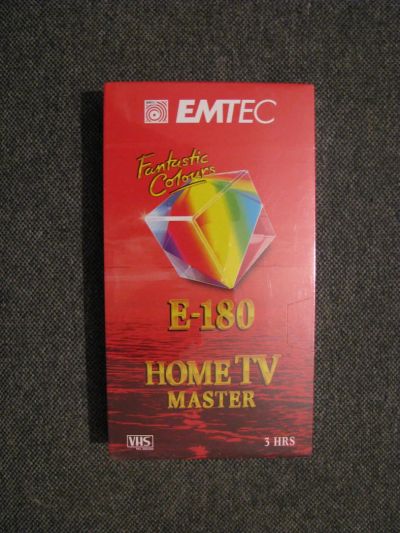 EMTEC
Fantastic
Colours
E-180
HOME TV
MASTER
VHS
3 HRS